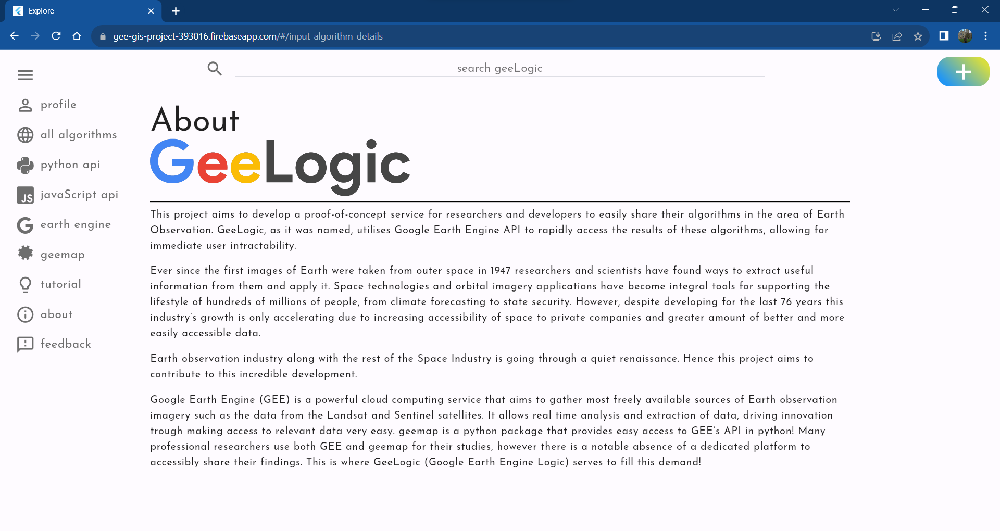 Explore
gee-gis-project-393016.firebaseapp.com/#/input_algorithm_details
search geeLogic
profile
all algorithms
python api
JS
javaScript api
earth engine
geemap
tutorial
about
feedback
About
GeeLogic
This project aims to develop a proof-of-concept service for researchers and developers to easily share their algorithms in the area of Earth
Observation. GeeLogic, as it was named, utilises Google Earth Engine API to rapidly access the results of these algorithms, allowing for
immediate user intractability.
Ever since the first images of Earth were taken from outer space in 1947 researchers and scientists have found ways to extract useful
information from them and apply it. Space technologies and orbital imagery applications have become integral tools for supporting the
lifestyle of hundreds of millions of people, from climate forecasting to state security. However, despite developing for the last 76 years this
industry's growth is only accelerating due to increasing accessibility of space to private companies and greater amount of better and more
easily accessible data.
Earth observation industry along with the rest of the Space Industry is going through a quiet renaissance. Hence this project aims to
contribute to this incredible development.
Google Earth Engine (GEE) is a powerful cloud computing service that aims to gather most freely available sources of Earth observation
imagery such as the data from the Landsat and Sentinel satellites. It allows real time analysis and extraction of data, driving innovation
trough making access to relevant data very easy. geemap is a python package that provides easy access to GEE's API in python! Many
professional researchers use both GEE and geemap for their studies, however there is a notable absence of a dedicated platform to
accessibly share their findings. This is where GeeLogic (Google Earth Engine Logic) serves to fill this demand!